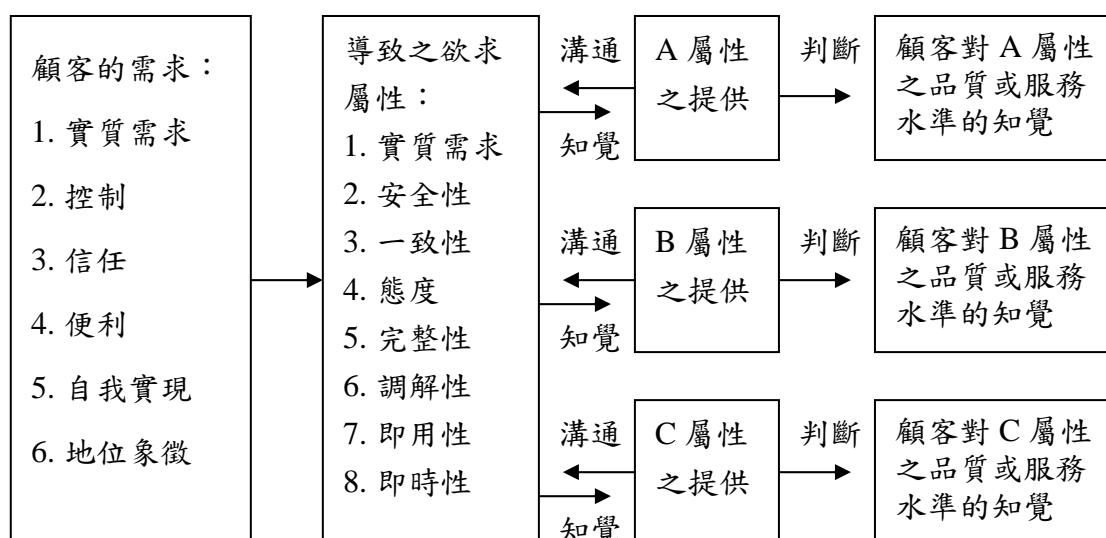 顧客的需求：
1. 實質需求
2. 控制
3. 信任
4. 便利
5. 自我實現
6. 地位象徵
導致之欲求
屬性：
1. 實質需求
2. 安全性
3. 一致性
4. 態度
5. 完整性
6. 調解性
7. 即用性
8. 即時性
溝通
知覺
A 屬性
之提供
判斷
顧客對 A 屬性
之品質或服務
水準的知覺
溝通
知覺
B 屬性
之提供
判斷
顧客對 B 屬性
之品質或服務
水準的知覺
溝通
知覺
C 屬性
之提供
判斷
顧客對 C 屬性
之品質或服務
水準的知覺